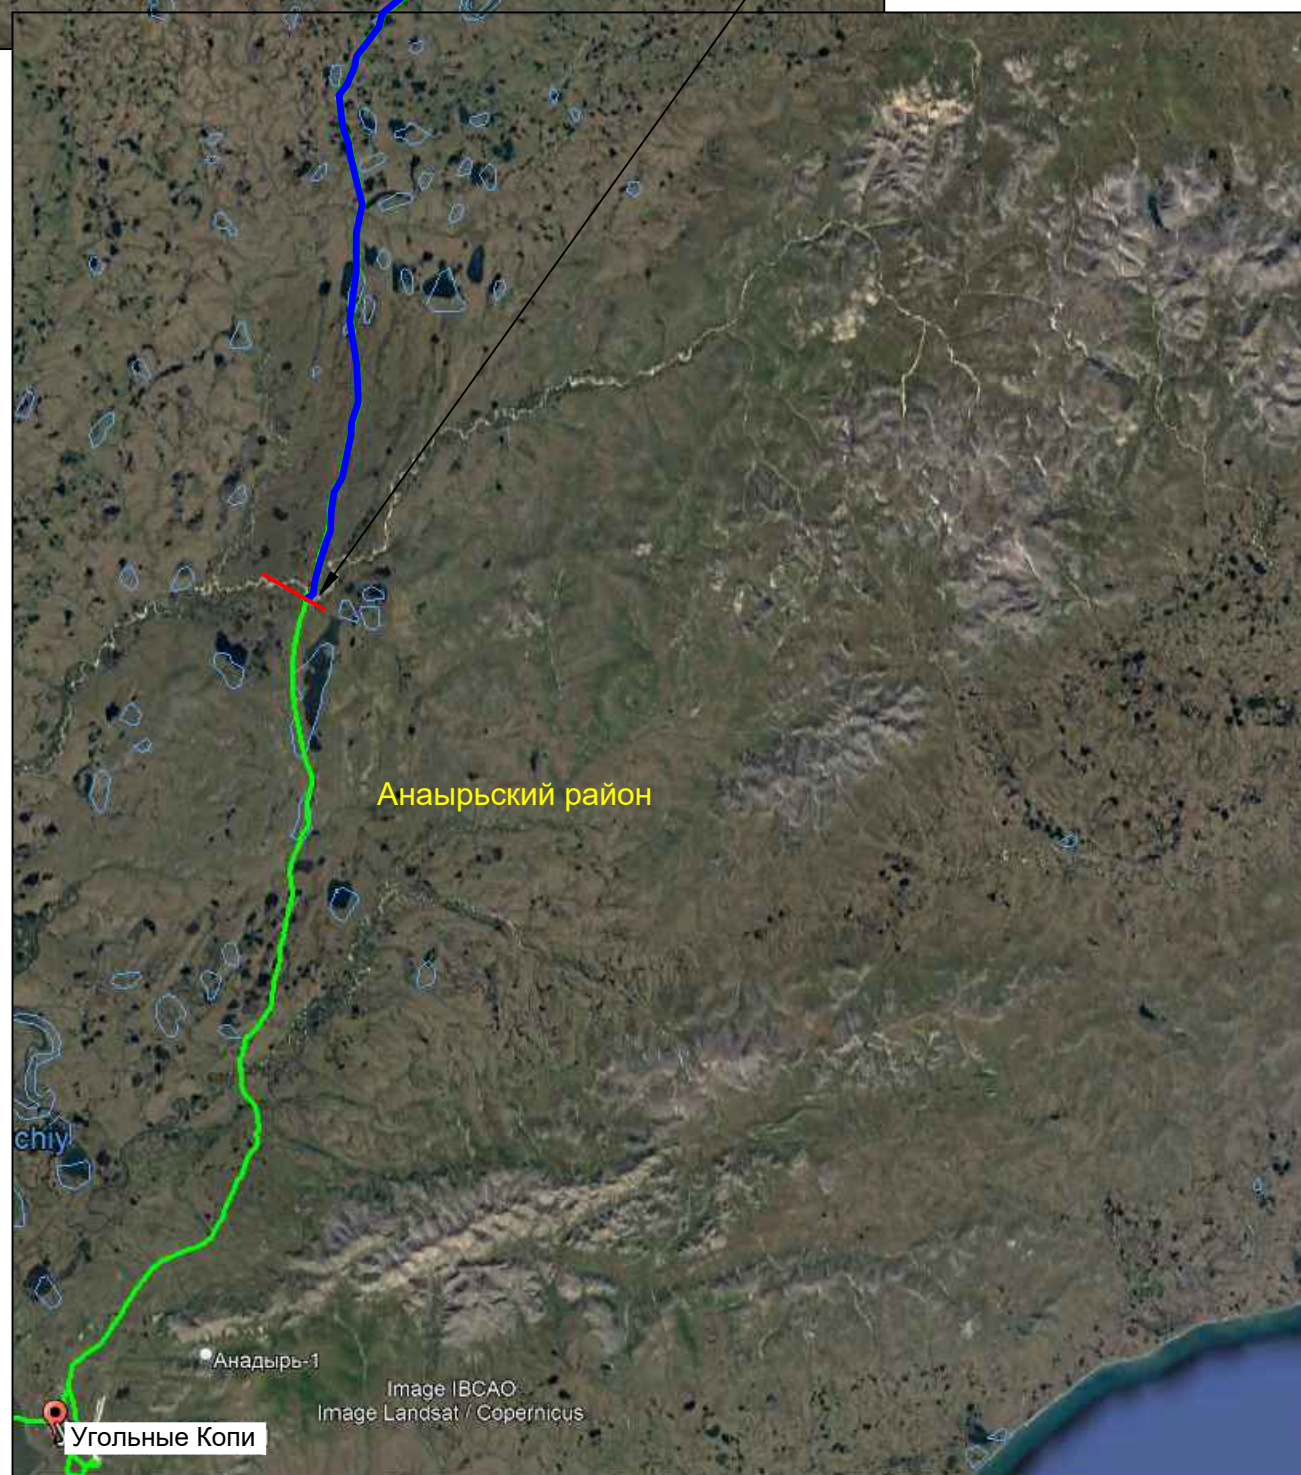 Анаырьский район
chiy
Анадырь-1
Image IBCAO
Image Landsat / Copernicus
Угольные Копи